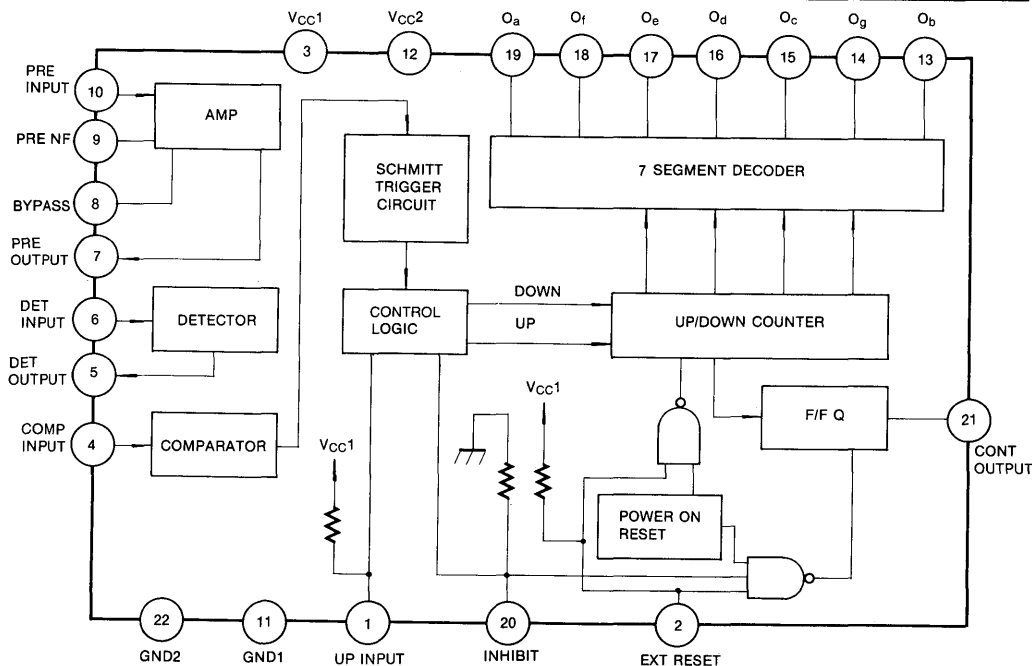 VCC1 VCC2 Oa Of Oe Od Oc Og Ob
3 12 19 18 17 16 15 14 13
PRE
INPUT
10
AMP
PRE NF
9
BYPASS
8
PRE
OUTPUT
7
SCHMITT
TRIGGER
CIRCUIT
7 SEGMENT DECODER
DET
INPUT
6
DETECTOR
DET
OUTPUT
5
CONTROL
LOGIC
DOWN
UP
UP/DOWN COUNTER
COMP
INPUT
4
COMPARATOR
VCC1
VCC1
F/F Q
21
CONT
OUTPUT
POWER ON
RESET
22 11 1 20 2
GND2 GND1 UP INPUT INHIBIT EXT RESET